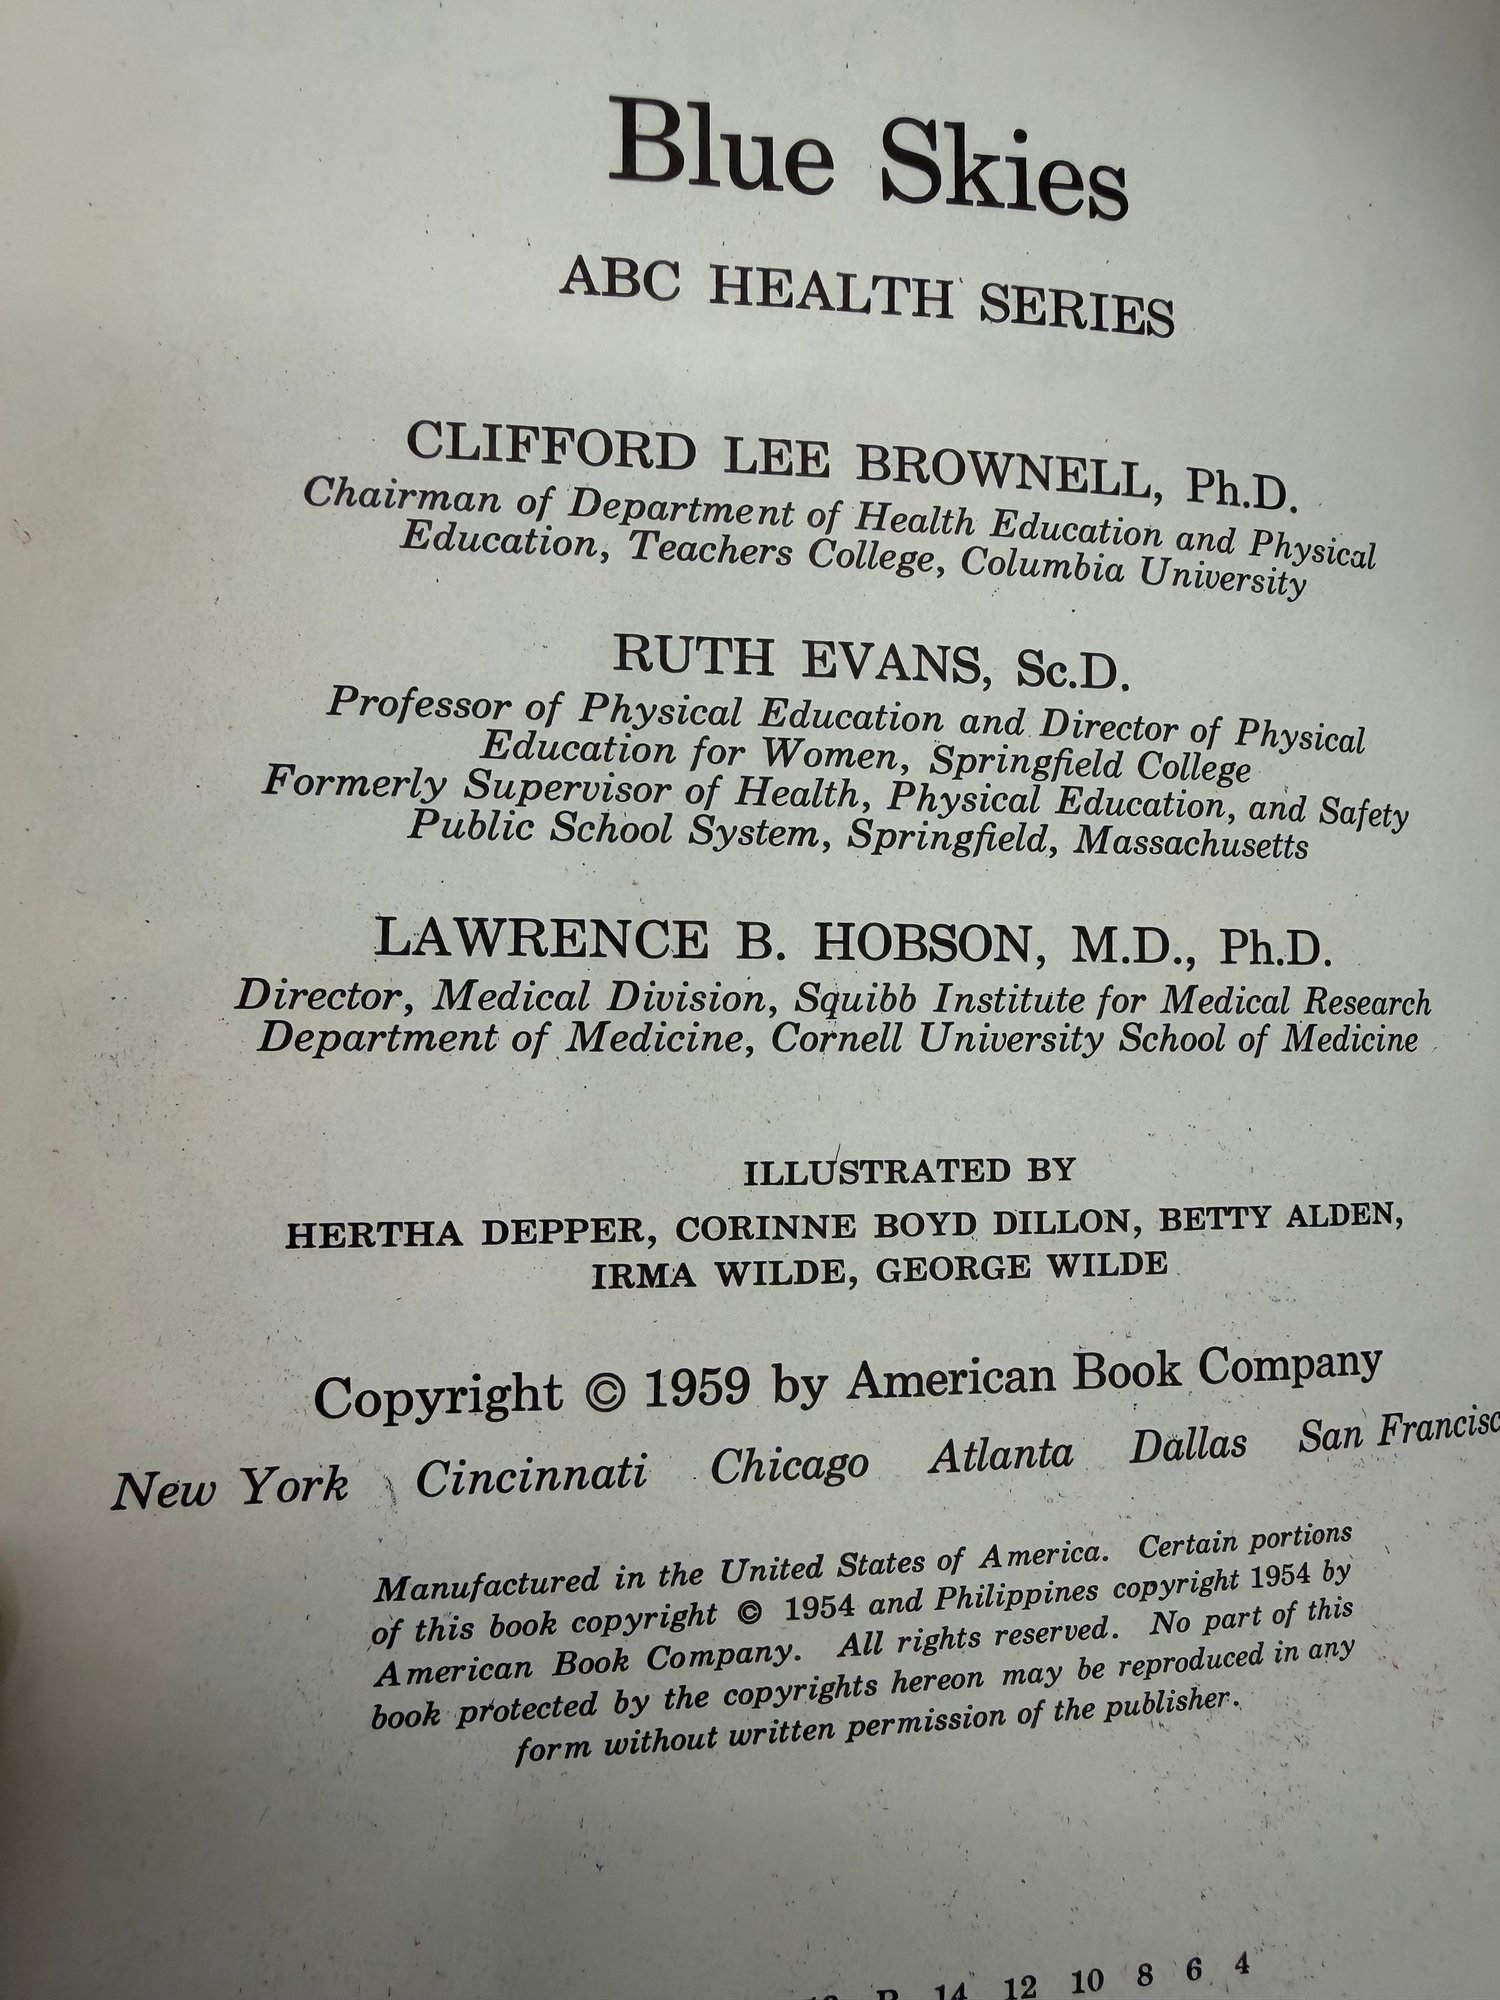 Blue Skies
ABC HEALTH SERIES
CLIFFORD LEE BROWNELL, Ph.D.
Chairman of Department of Health Education and Physical
Education, Teachers College, Columbia University
RUTH EVANS, Sc.D.
Professor of Physical Education and Director of Physical
Education for Women, Springfield College
Formerly Supervisor of Health, Physical Education, and Safety
Public School System, Springfield, Massachusetts
LAWRENCE B. HOBSON, M.D., Ph.D.
Director, Medical Division, Squibb Institute for Medical Research
Department of Medicine, Cornell University School of Medicine
ILLUSTRATED BY
HERTHA DEPPER, CORINNE BOYD DILLON, BETTY ALDEN,
IRMA WILDE, GEORGE WILDE
Copyright © 1959 by American Book Company
New York Cincinnati Chicago Atlanta Dallas San Francisc
Manufactured in the United States of America. Certain portions
of this book copyright © 1954 and Philippines copyright 1954 by
American Book Company. All rights reserved. No part of this
book protected by the copyrights hereon may be reproduced in any
form without written permission of the publisher.
14 12 10 8 6 4